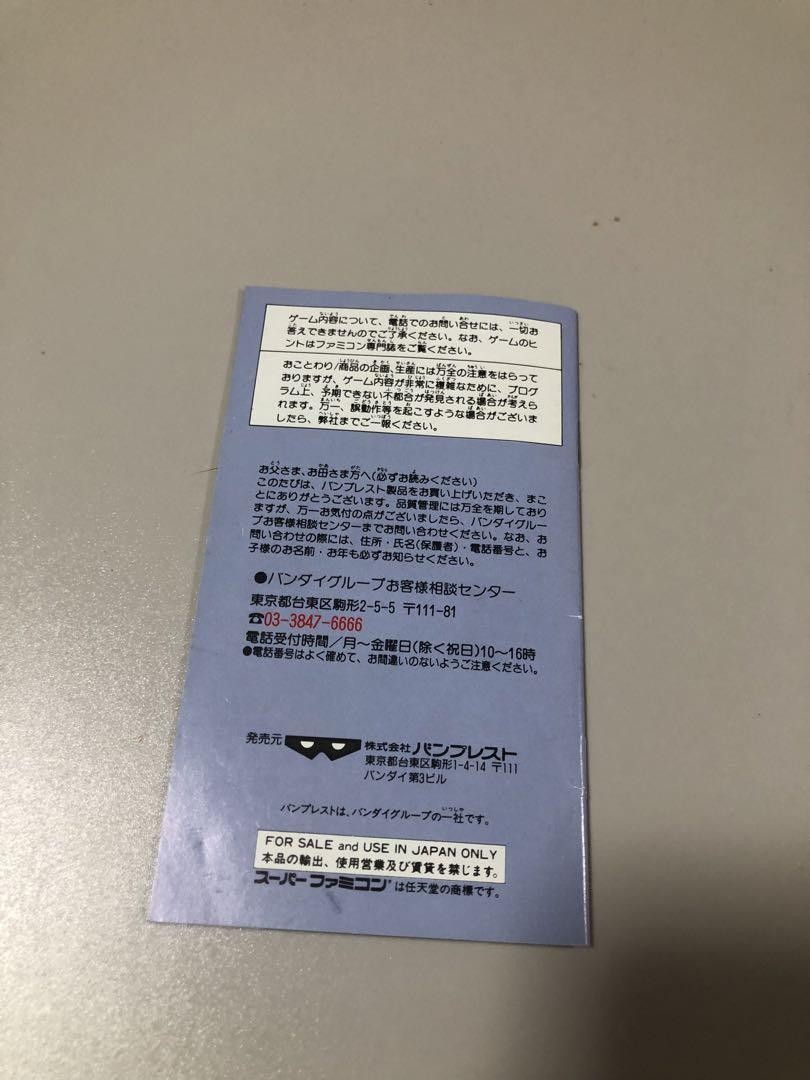 ゲーム内容について、電話でのお問い合せには、一切お
答えできませんのでご了承ください。なお、ゲームのヒ
ントはファミコン専門誌をご覧ください。
おことわり/商品の企画、生産には万全の注意をはらって
おりますが、ゲーム内容が非常に複雑なために、プログ
ラム上、予期できない不都合が発見される場合が考えら
れます。万一、誤動作等を起こすような場合がございま
したら、弊社までご一報ください。
お父さま、お母さま方へ(必ずお読みください)
このたびは、バンプレスト製品をお買い上げいただき、まこ
とにありがとうございます。品質管理には万全を期しており
ますが、万一お気付の点がございましたら、バンダイグルー
プお客様相談センターまでお問い合わせください。なお、お
問い合わせの際には、住所・氏名(保護者)・電話番号と、お
子様のお名前・お年も必ずお知らせください。
●バンダイグループお客様相談センター
東京都台東区駒形2-5-5 〒111-81
☎03-3847-6666
電話受付時間/月〜金曜日(除く祝日)10〜16時
●電話番号はよく確めて、お間違いのないようご注意ください。
発売元 株式会社 バンプレスト
東京都台東区駒形1-4-14 〒111
バンダイ第3ビル
バンプレストは、バンダイグループの一社です。
FOR SALE and USE IN JAPAN ONLY
本品の輸出、使用営業及び賃貸を禁じます。
スーパーファミコンは任天堂の商標です。